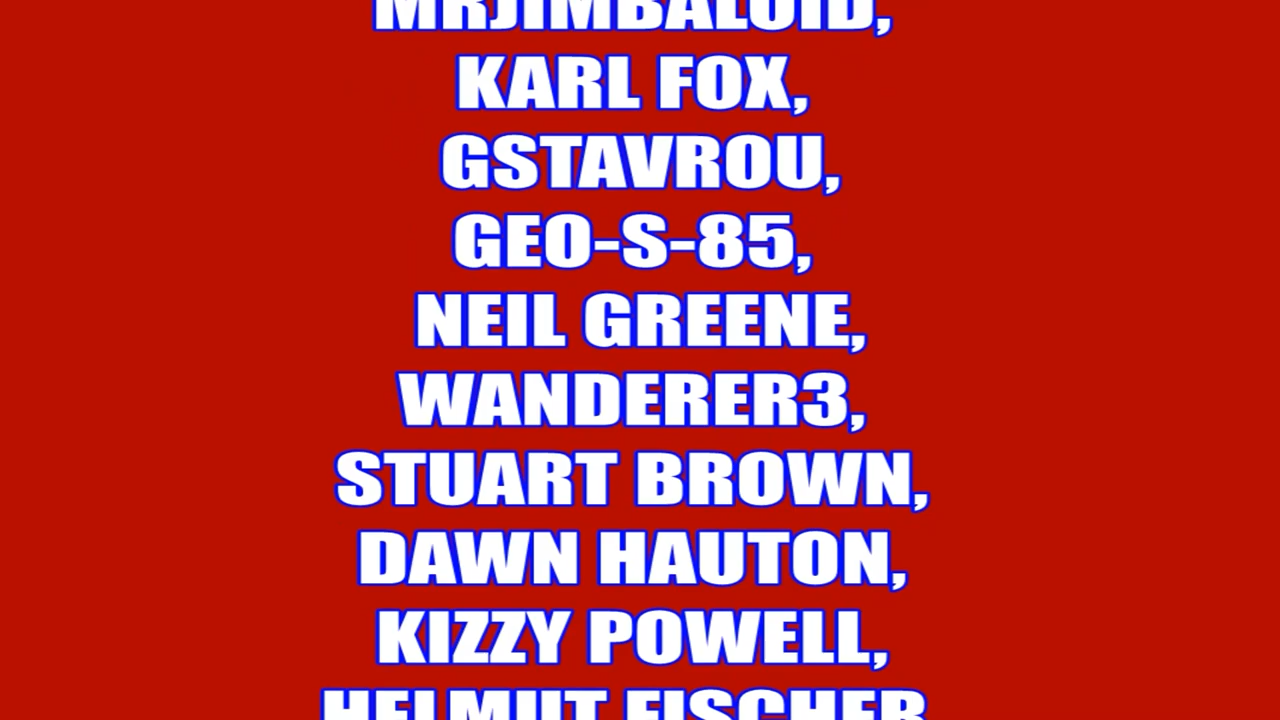 MRJIMBALOID,
KARL FOX,
GSTAVROU,
GEO-S-85,
NEIL GREENE,
WANDERER3,
STUART BROWN,
DAWN HAUTON,
KIZZY POWELL,
HELMUT FISCHER